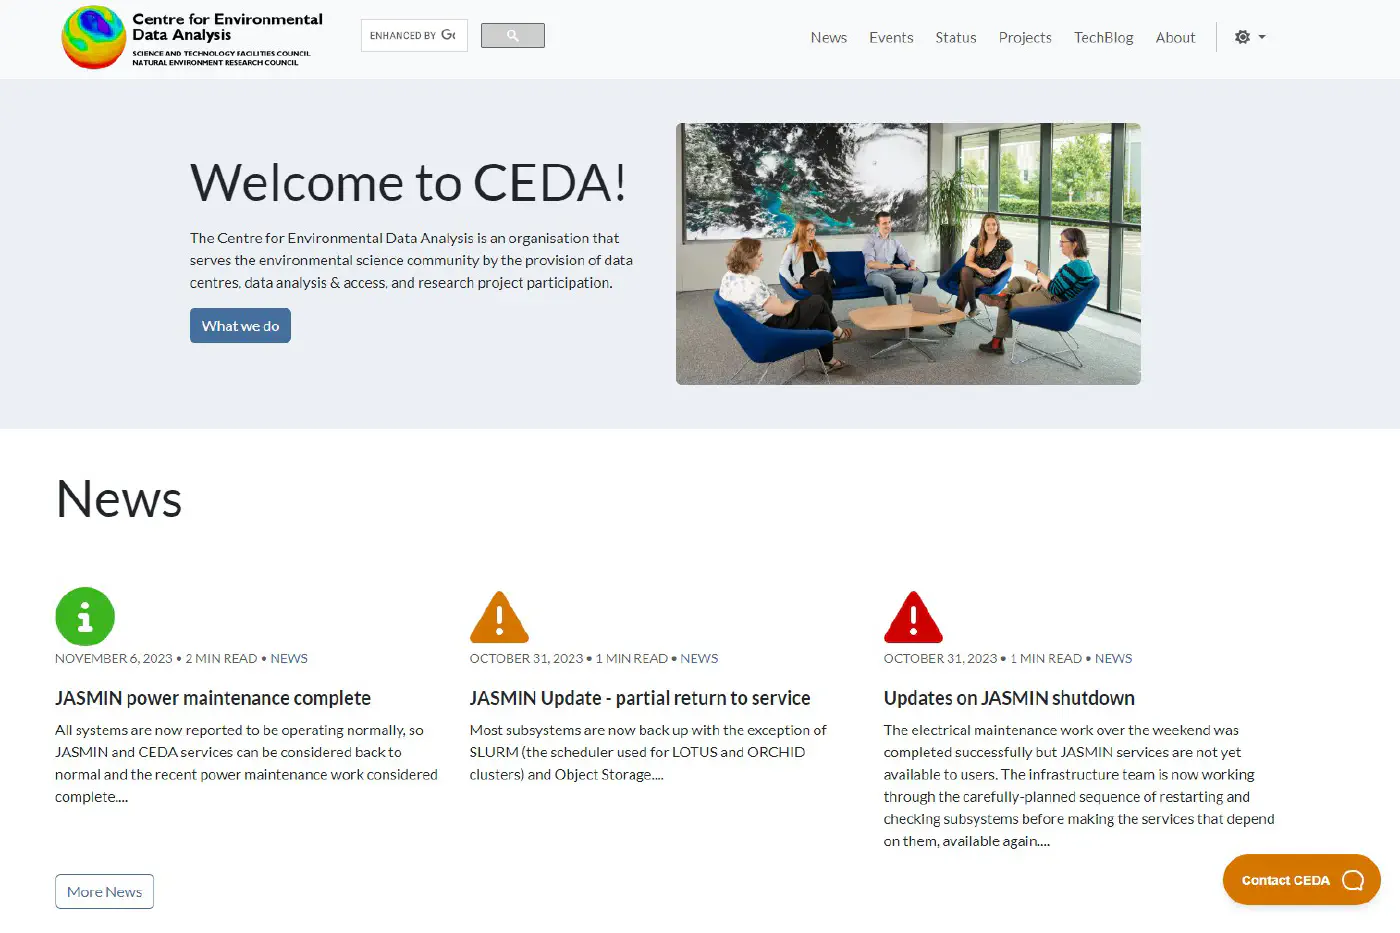 Centre for Environmental
Data Analysis
SCIENCE AND TECHNOLOGY FACILITIES COUNCIL
NATURAL ENVIRONMENT RESEARCH COUNCIL
ENHANCED BY
News Events Status Projects TechBlog About
Welcome to CEDA!
The Centre for Environmental Data Analysis is an organisation that
serves the environmental science community by the provision of data
centres, data analysis & access, and research project participation.
What we do
News
NOVEMBER 6, 2023 • 2 MIN READ • NEWS
JASMIN power maintenance complete
All systems are now reported to be operating normally, so
JASMIN and CEDA services can be considered back to
normal and the recent power maintenance work considered
complete....
OCTOBER 31, 2023 • 1 MIN READ • NEWS
JASMIN Update - partial return to service
Most subsystems are now back up with the exception of
SLURM (the scheduler used for LOTUS and ORCHID
clusters) and Object Storage....
OCTOBER 31, 2023 • 1 MIN READ • NEWS
Updates on JASMIN shutdown
The electrical maintenance work over the weekend was
completed successfully but JASMIN services are not yet
available to users. The infrastructure team is now working
through the carefully-planned sequence of restarting and
checking subsystems before making the services that depend
on them, available again....
More News
Contact CEDA